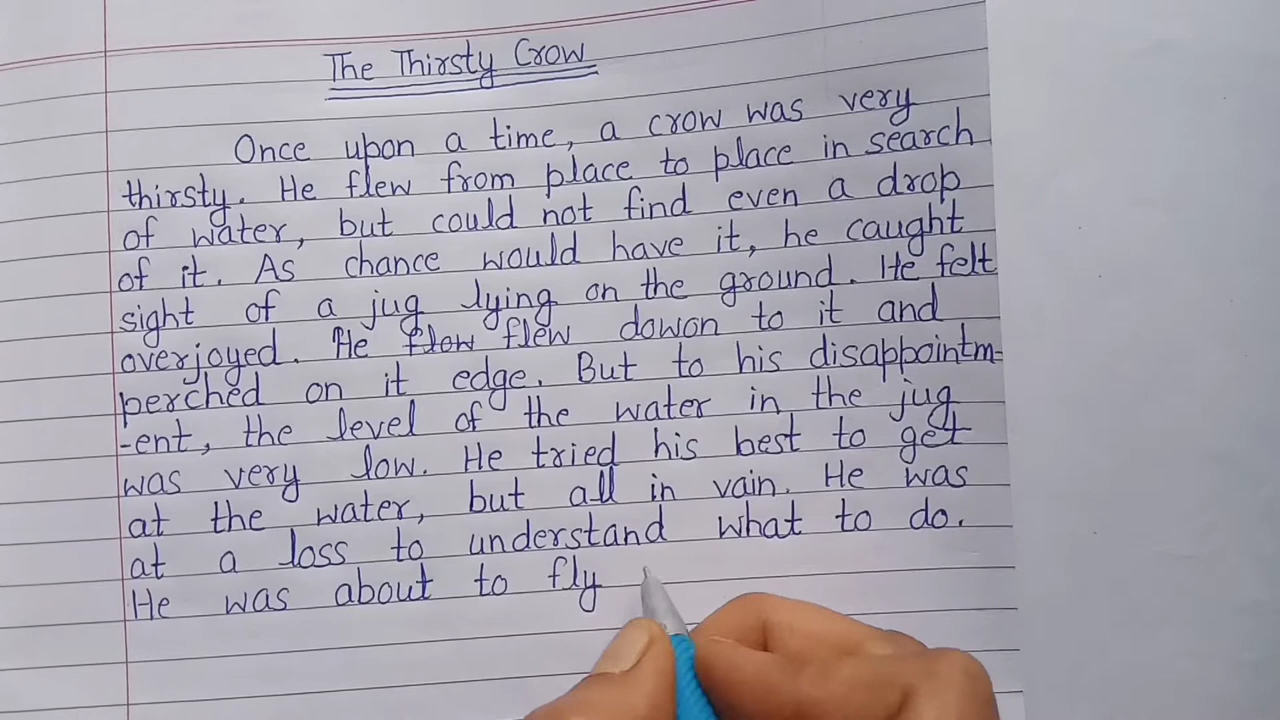 The Thirsty Crow
Once upon a time, a crow was very
thirsty. He flew from place to place in search
of water, but could not find even a drop
of it. As chance would have it, he caught
sight of a jug lying on the ground. He felt
overjoyed. He flow flew dowon to it and
perched on it edge. But to his disappointm-
-ent, the level of the water in the jug
was very low. He tried his best to get
at the water, but all in vain. He was
at a loss to understand what to do.
He was about to fly